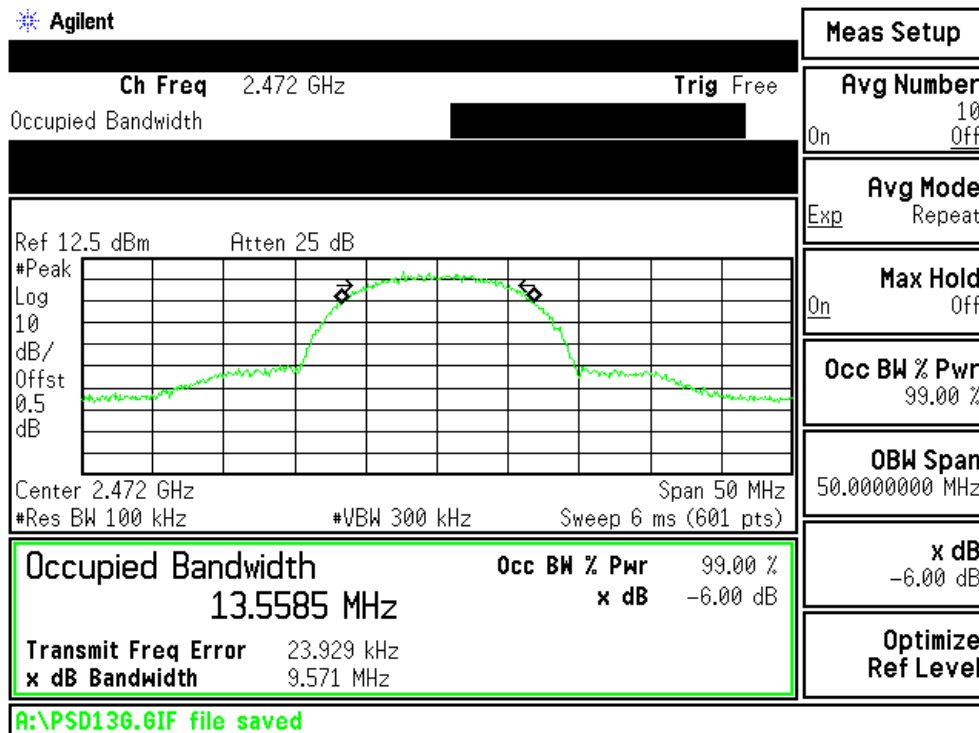 Agilent
Meas Setup
Ch Freq 2.472 GHz Trig Free
Occupied Bandwidth
Avg Number
10
On Off
Avg Mode
Exp Repeat
Max Hold
On Off
Occ BW % Pwr
99.00 %
OBW Span
50.0000000 MHz
x dB
-6.00 dB
Optimize
Ref Level
Ref 12.5 dBm Atten 25 dB
#Peak
Log
10
dB/
Offst
0.5
dB
Center 2.472 GHz Span 50 MHz
#Res BW 100 kHz #VBW 300 kHz Sweep 6 ms (601 pts)
Occupied Bandwidth Occ BW % Pwr 99.00 %
13.5585 MHz x dB -6.00 dB
Transmit Freq Error 23.929 kHz
x dB Bandwidth 9.571 MHz
A:\PSD13G.GIF file saved